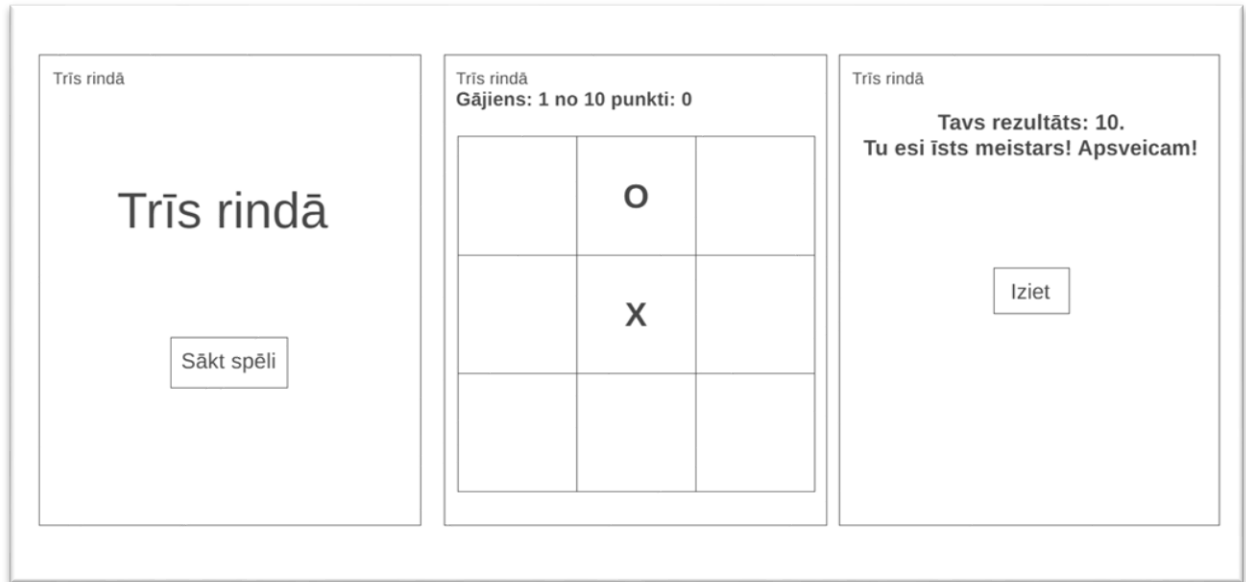 Trīs rindā
Trīs rindā
Sākt spēli
Trīs rindā
Gājiens: 1 no 10 punkti: 0
O
X
Trīs rindā
Tavs rezultāts: 10.
Tu esi īsts meistars! Apsveicam!
Iziet